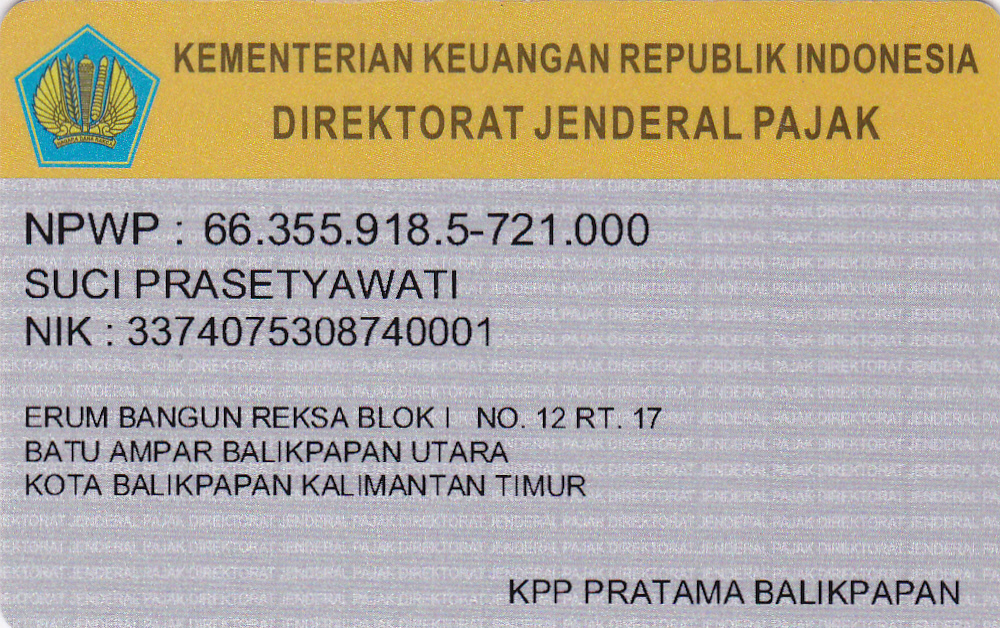 KEMENTERIAN KEUANGAN REPUBLIK INDONESIA
DIREKTORAT JENDERAL PAJAK
NAGARA DANA RAKCA
NPWP : 66.355.918.5-721.000
SUCI PRASETYAWATI
NIK : 3374075308740001
ERUM BANGUN REKSA BLOK I NO. 12 RT. 17
BATU AMPAR BALIKPAPAN UTARA
KOTA BALIKPAPAN KALIMANTAN TIMUR
KPP PRATAMA BALIKPAPAN